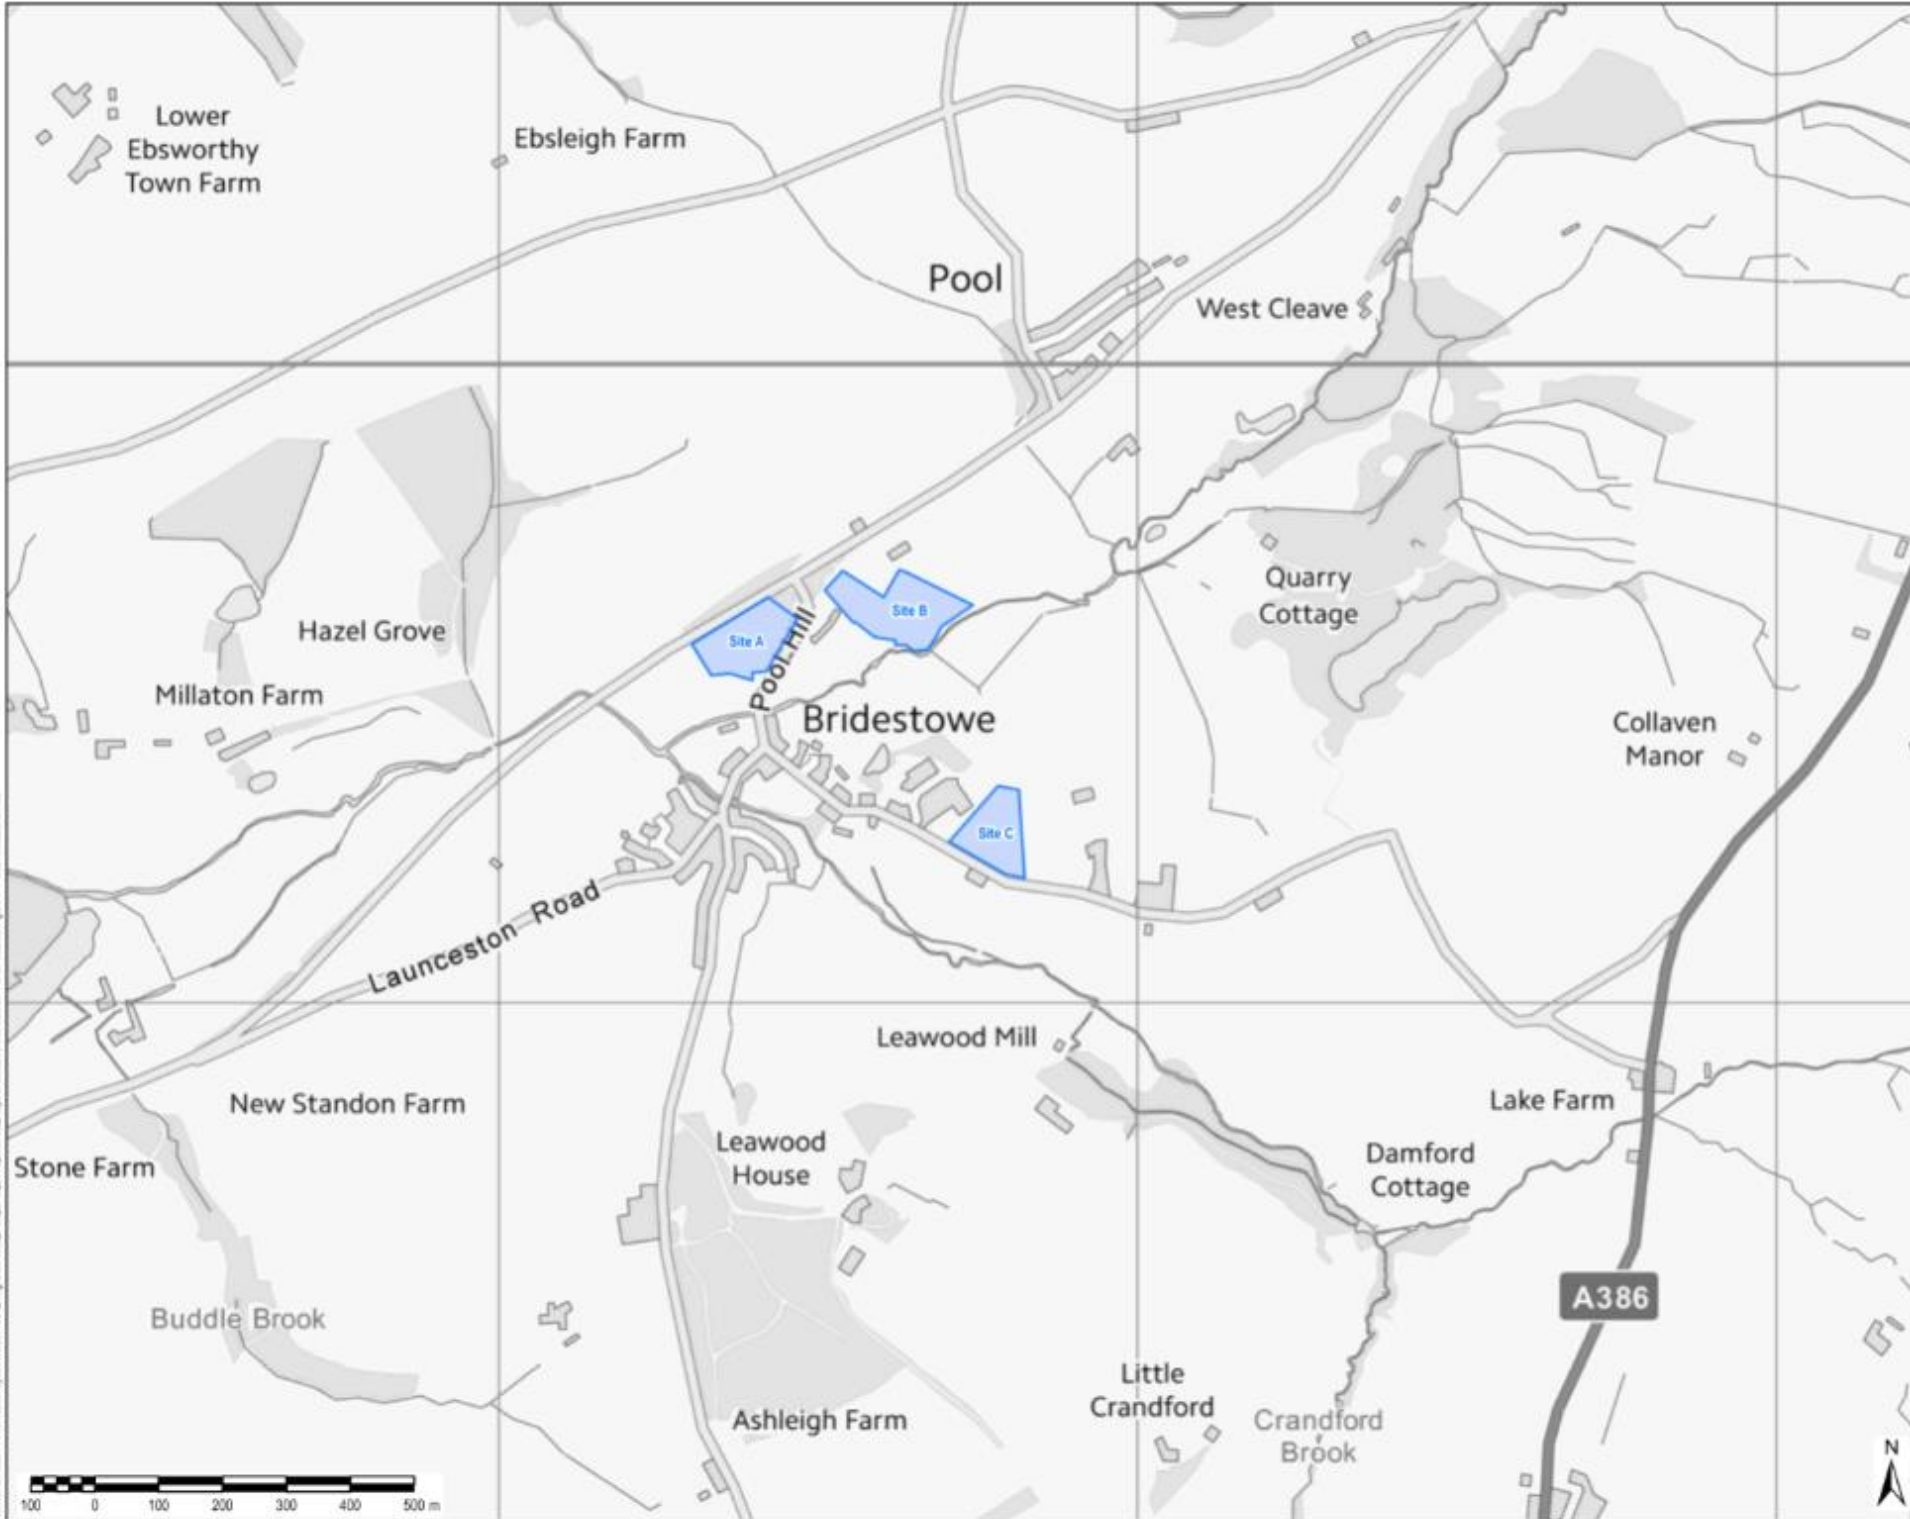 Lower
Ebsworthy
Town Farm
Ebsleigh Farm
Pool
West Cleave
Quarry
Cottage
Hazel Grove
Site A
Site B
Pool Hill
Millaton Farm
Bridestowe
Collaven
Manor
Site C
Launceston Road
Leawood Mill
New Standon Farm
Lake Farm
Stone Farm
Leawood
House
Damford
Cottage
Buddle Brook
A386
Little
Crandford
Ashleigh Farm
Crandford
Brook
N
100 0 100 200 300 400 500 m